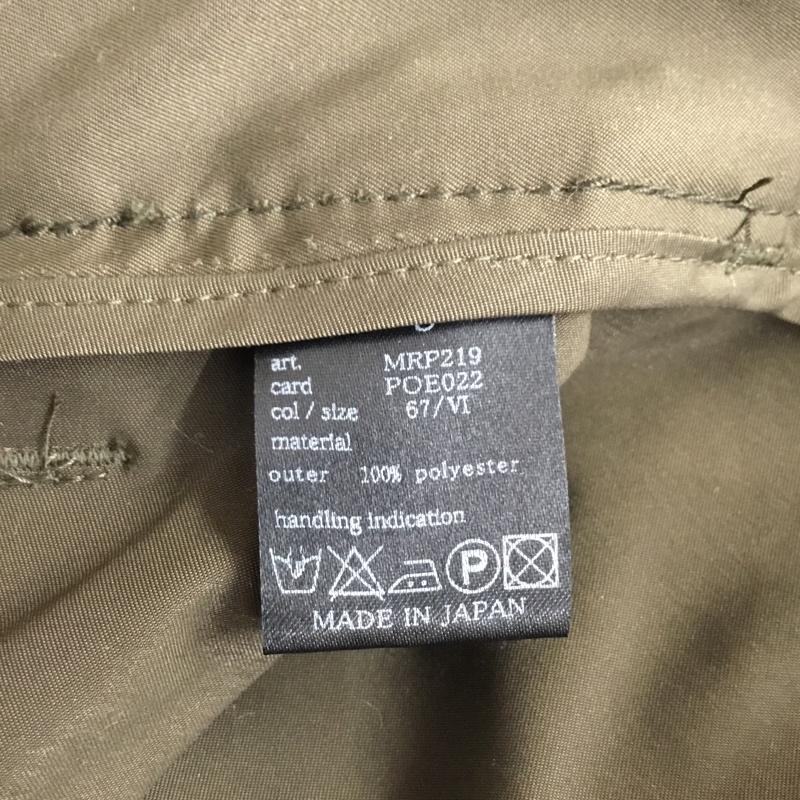 art. MRP219
card POE022
col / size 67/VI
material
outer 100% polyester
handling indication
P
MADE IN JAPAN